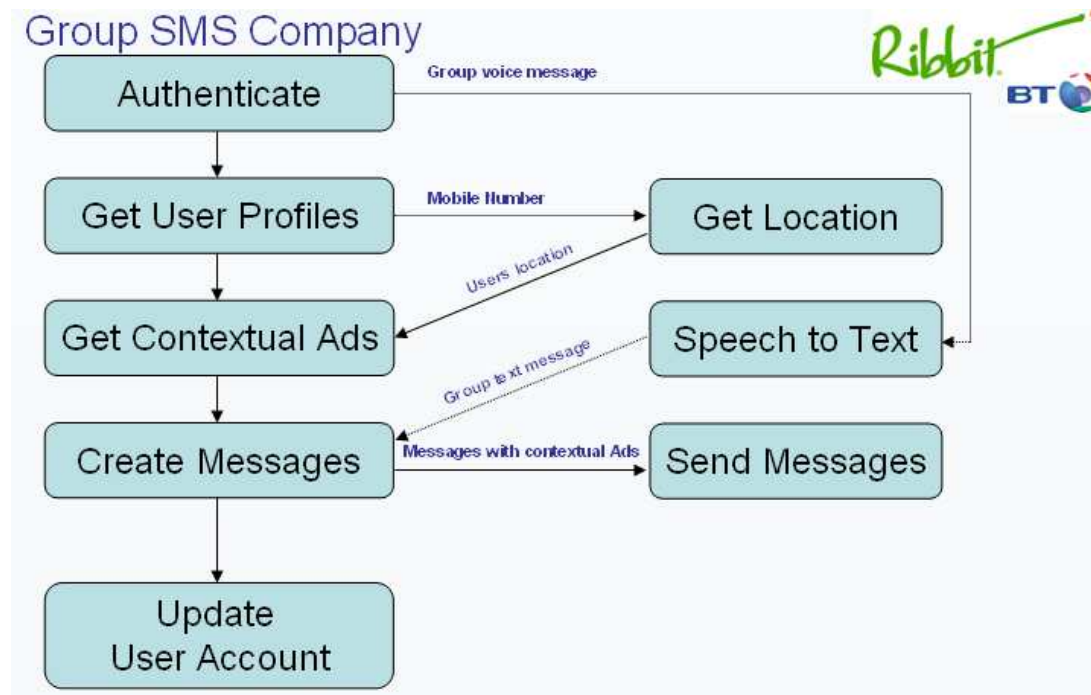 Group SMS Company
Ribbit
BT
Authenticate
Group voice message
Get User Profiles
Mobile Number
Get Location
Users location
Get Contextual Ads
Speech to Text
Group text message
Create Messages
Messages with contextual Ads
Send Messages
Update
User Account